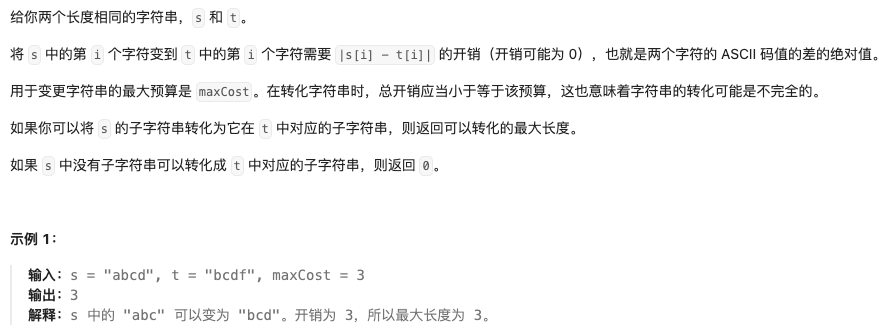 给你两个长度相同的字符串，s 和 t。
将 s 中的第 i 个字符变到 t 中的第 i 个字符需要 |s[i] - t[i]| 的开销（开销可能为 0），也就是两个字符的 ASCII 码值的差的绝对值。
用于变更字符串的最大预算是 maxCost。在转化字符串时，总开销应当小于等于该预算，这也意味着字符串的转化可能是不完全的。
如果你可以将 s 的子字符串转化为它在 t 中对应的子字符串，则返回可以转化的最大长度。
如果 s 中没有子字符串可以转化成 t 中对应的子字符串，则返回 0。
示例 1：
输入：s = "abcd", t = "bcdf", maxCost = 3
输出：3
解释：s 中的 "abc" 可以变为 "bcd"。开销为 3，所以最大长度为 3。